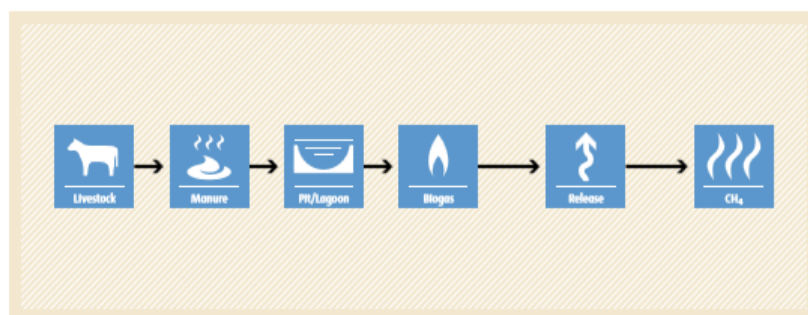 Livestock
Manure
Pit/Lagoon
Biogas
Release
CH₄